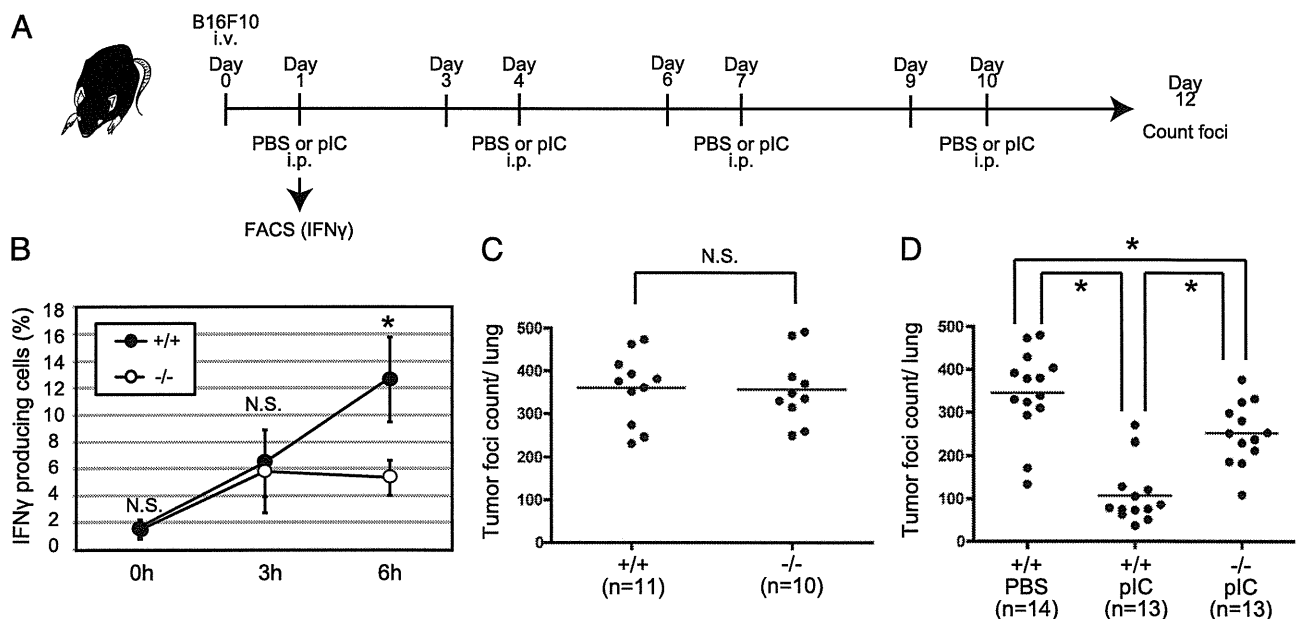 A
B16F10
i.v.
Day Day Day Day Day Day Day Day Day
0 1 3 4 6 7 9 10 12
PBS or pIC PBS or pIC PBS or pIC PBS or pIC Count foci
i.p. i.p. i.p. i.p.
FACS (IFNγ)
B
IFNγ producing cells (%)
18
16
14
12
10
8
6
4
2
0
+/+
-/-
N.S.
N.S.
*
0h 3h 6h
C
N.S.
Tumor foci count/ lung
500
400
300
200
100
0
+/+ -/-
(n=11) (n=10)
D
*
* *
Tumor foci count/ lung
500
400
300
200
100
0
+/+ +/+ -/-
PBS pIC pIC
(n=14) (n=13) (n=13)